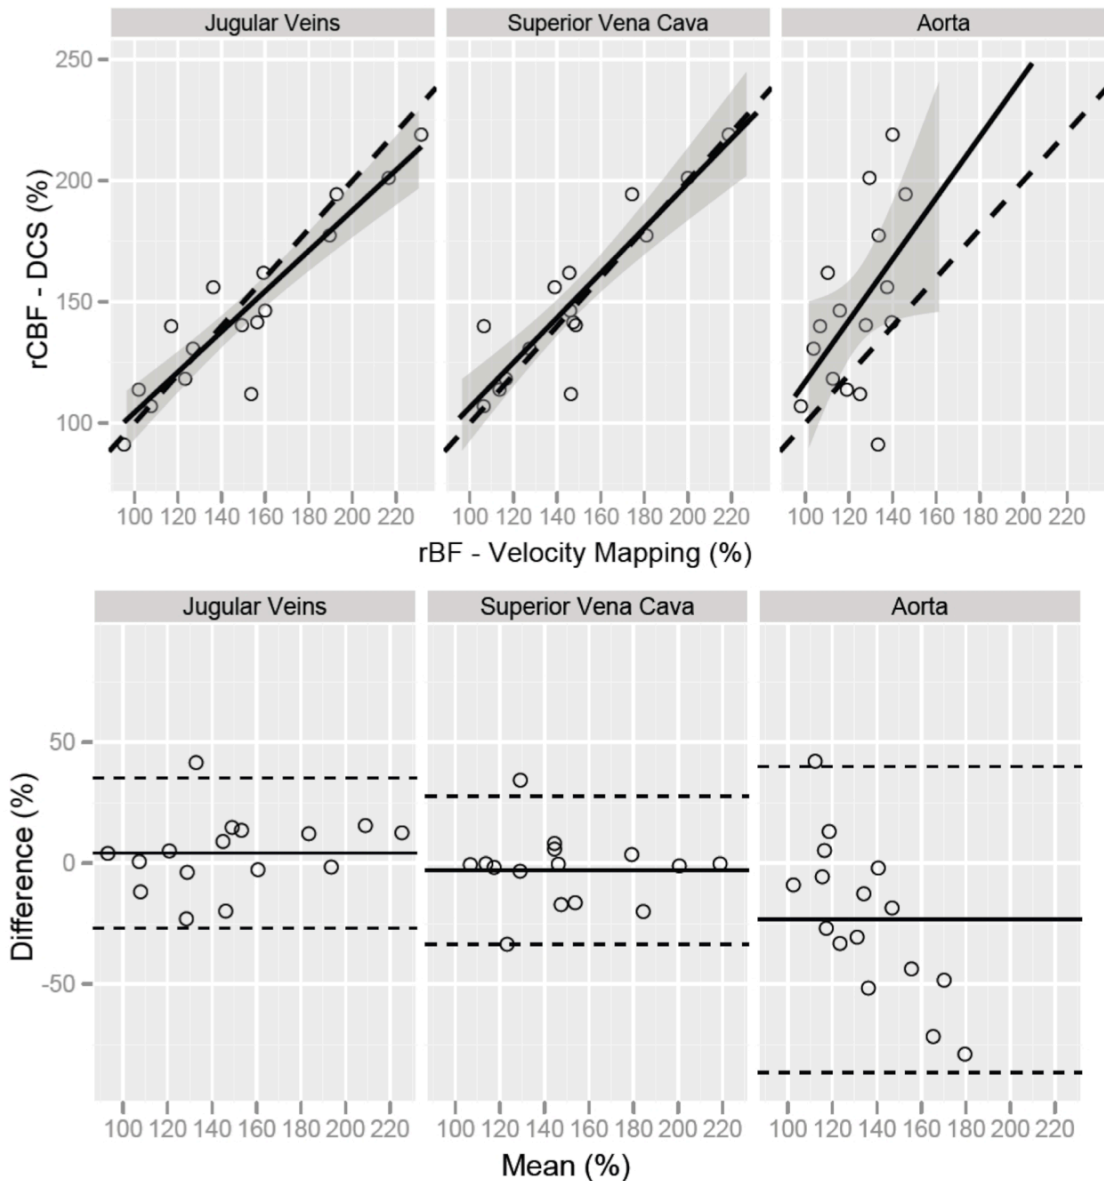 Jugular Veins Superior Vena Cava Aorta
250
200
150
100
rCBF - DCS (%)
100 120 140 160 180 200 220 100 120 140 160 180 200 220 100 120 140 160 180 200 220
rBF - Velocity Mapping (%)
Jugular Veins Superior Vena Cava Aorta
50
0
-50
Difference (%)
100 120 140 160 180 200 220 100 120 140 160 180 200 220 100 120 140 160 180 200 220
Mean (%)